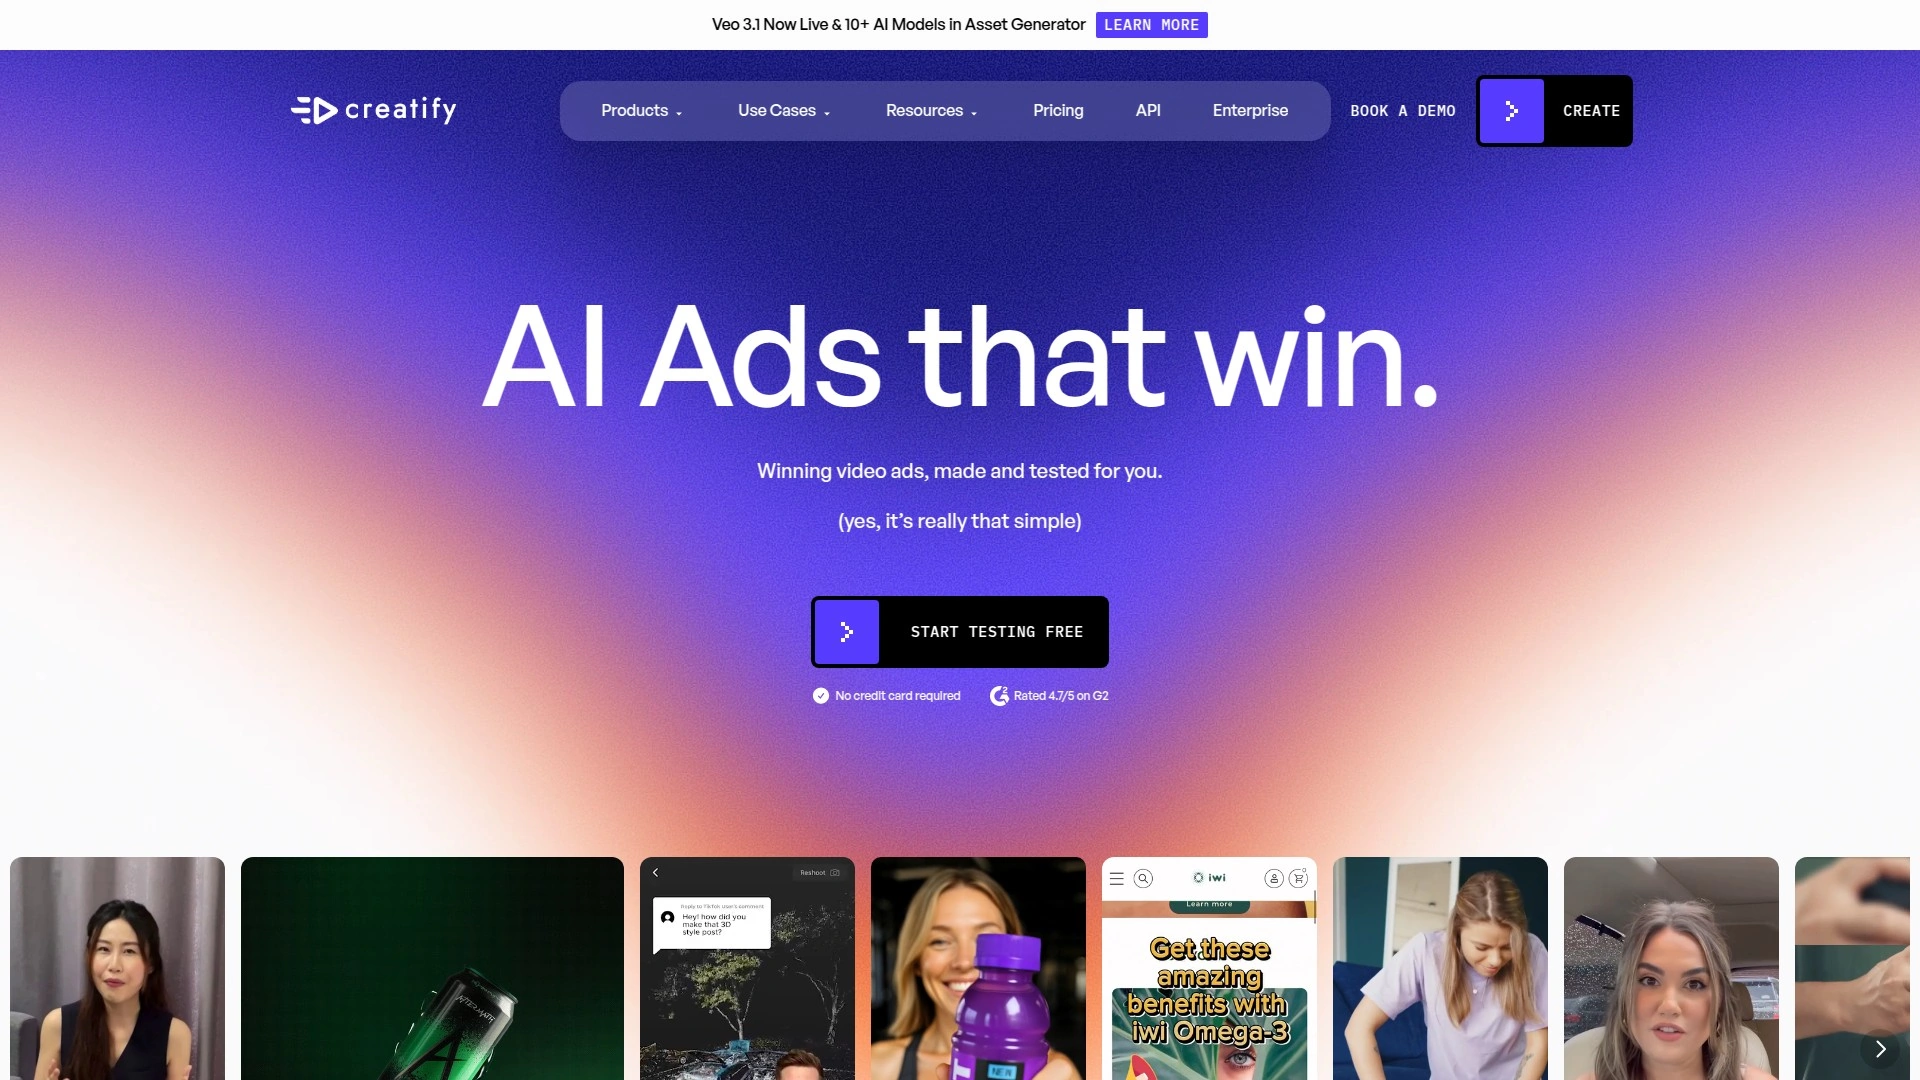 Veo 3.1 Now Live & 10+ AI Models in Asset Generator LEARN MORE
creatify
Products
Use Cases
Resources
Pricing
API
Enterprise
BOOK A DEMO
CREATE
AI Ads that win.
Winning video ads, made and tested for you.
(yes, it's really that simple)
START TESTING FREE
No credit card required
Rated 4.7/5 on G2
Reshoot
Reply to TikTok user's comment
Hey! how did you
make that 3D
style post?
iwi
Learn more
Get these
amazing
benefits with
iwi Omega-3
NEW